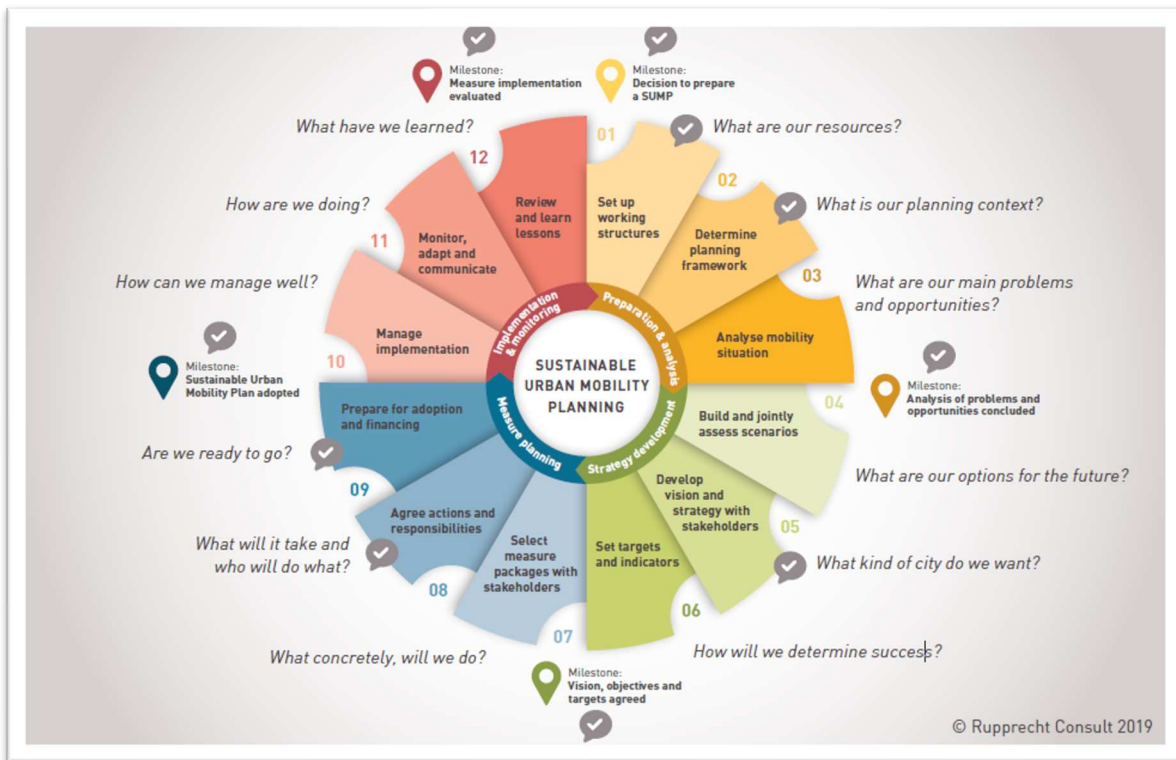 Milestone:
Measure implementation
evaluated
Milestone:
Decision to prepare
a SUMP
What have we learned?
12
01
What are our resources?
Review
and learn
lessons
Set up
working
structures
02
What is our planning context?
Determine
planning
framework
How are we doing?
11
Monitor,
adapt and
communicate
03
What are our main problems
and opportunities?
Analyse mobility
situation
How can we manage well?
10
Manage
implementation
Implementation
& monitoring
Preparation & analysis
SUSTAINABLE
URBAN MOBILITY
PLANNING
Measure planning
Strategy development
Milestone:
Sustainable Urban
Mobility Plan adopted
Milestone:
Analysis of problems and
opportunities concluded
04
Build and jointly
assess scenarios
What are our options for the future?
Prepare for adoption
and financing
Are we ready to go?
09
Develop
vision and
strategy with
stakeholders
05
What kind of city do we want?
Agree actions and
responsibilities
What will it take and
who will do what?
08
Select
measure
packages with
stakeholders
Set targets
and indicators
06
How will we determine success?
07
What concretely, will we do?
Milestone:
Vision, objectives and
targets agreed
© Rupprecht Consult 2019